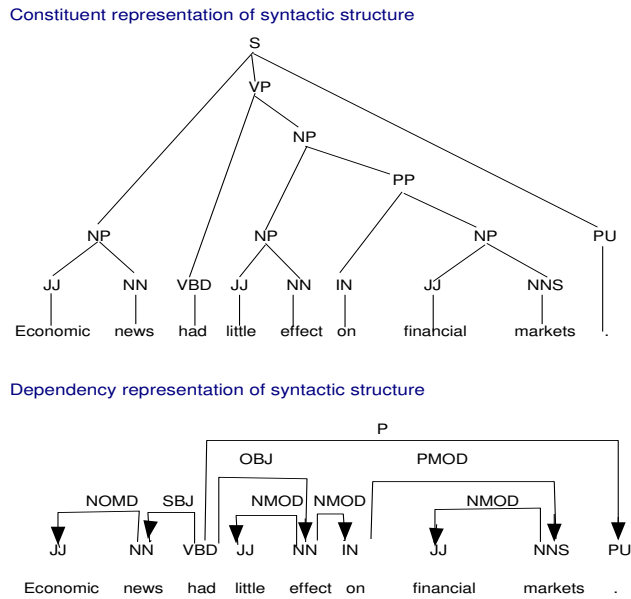 Constituent representation of syntactic structure
S
VP
NP
PP
NP NP NP PU
JJ NN VBD JJ NN IN JJ NNS
Economic news had little effect on financial markets .
Dependency representation of syntactic structure
P
OBJ PMOD
NOMD SBJ NMOD NMOD NMOD
JJ NN VBD JJ NN IN JJ NNS PU
Economic news had little effect on financial markets .